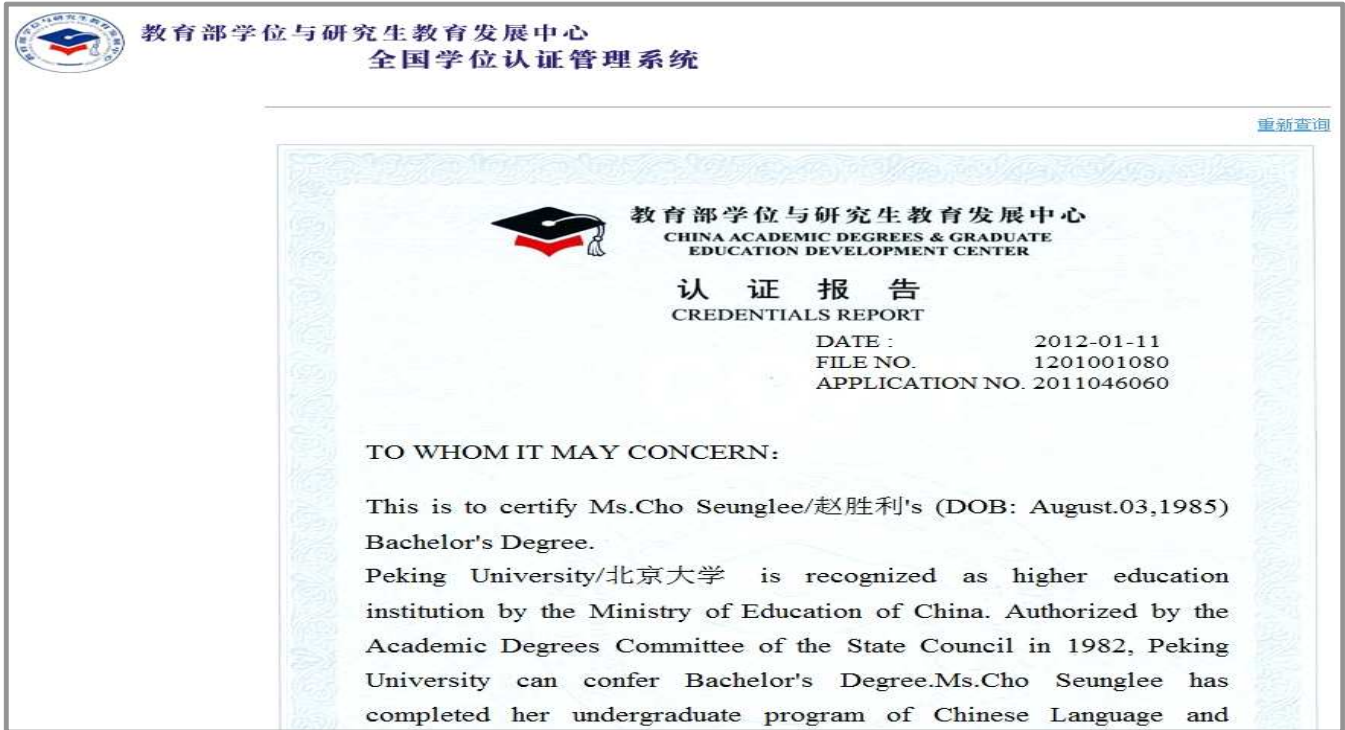 教育部学位与研究生教育发展中心
全国学位认证管理系统
重新查询
教育部学位与研究生教育发展中心
CHINA ACADEMIC DEGREES & GRADUATE
EDUCATION DEVELOPMENT CENTER
认 证 报 告
CREDENTIALS REPORT
DATE : 2012-01-11
FILE NO. 1201001080
APPLICATION NO. 2011046060
TO WHOM IT MAY CONCERN:
This is to certify Ms.Cho Seunglee/赵胜利's (DOB: August.03,1985)
Bachelor's Degree.
Peking University/北京大学 is recognized as higher education
institution by the Ministry of Education of China. Authorized by the
Academic Degrees Committee of the State Council in 1982, Peking
University can confer Bachelor's Degree.Ms.Cho Seunglee has
completed her undergraduate program of Chinese Language and